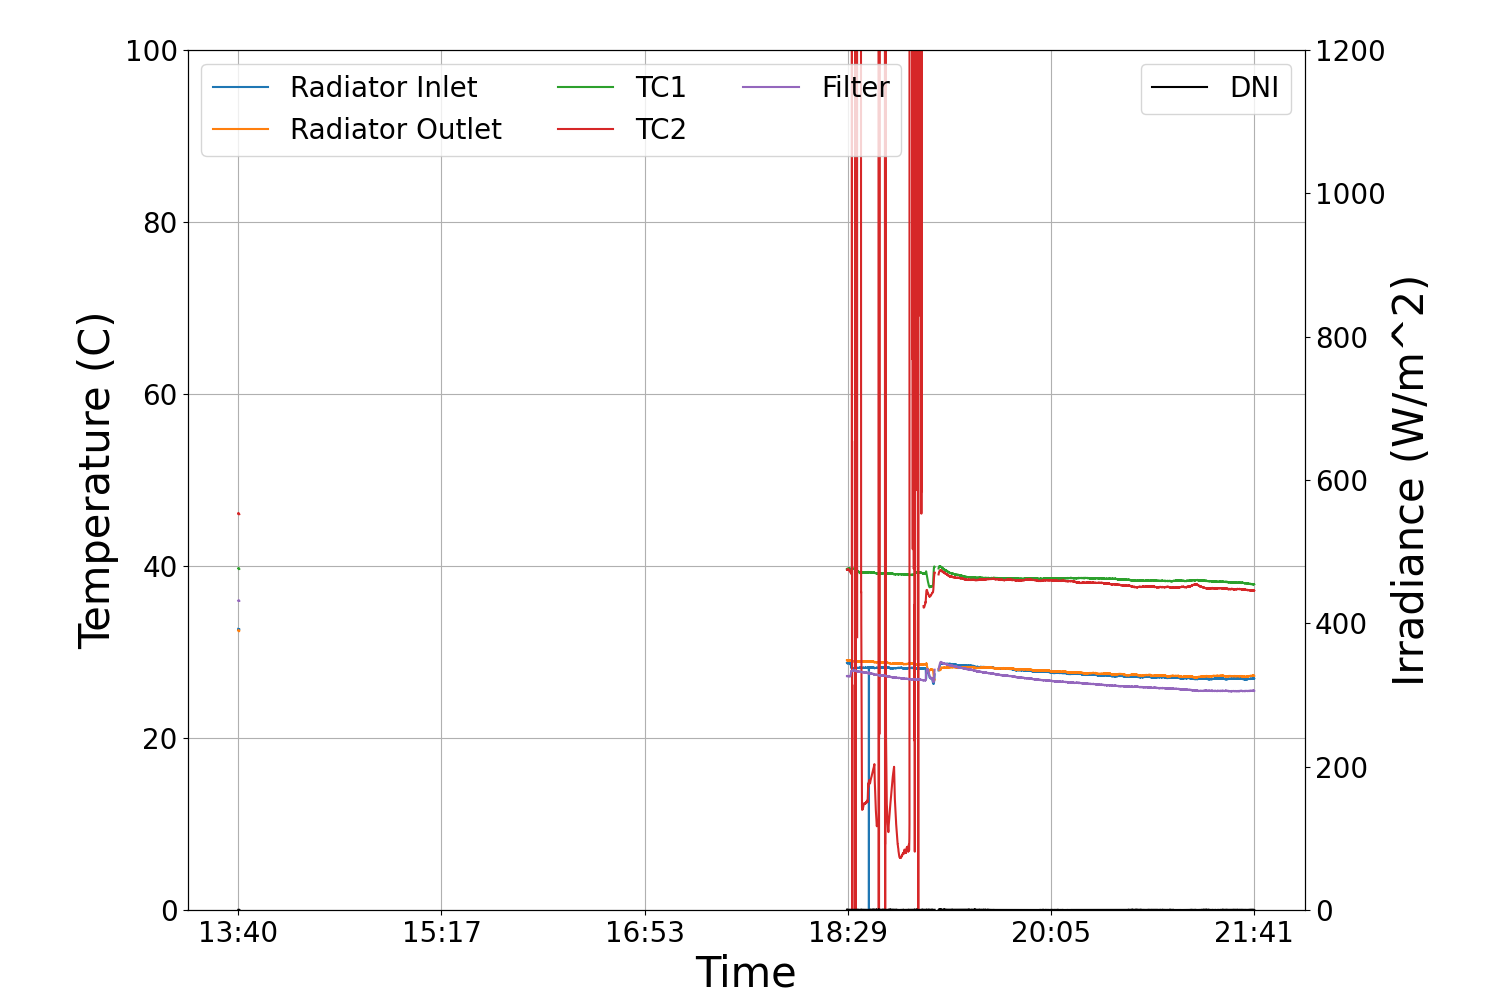 100
80
60
40
20
0
Temperature (C)
Radiator Inlet
Radiator Outlet
TC1
TC2
Filter
DNI
1200
1000
800
600
400
200
0
Irradiance (W/m^2)
13:40 15:17 16:53 18:29 20:05 21:41
Time